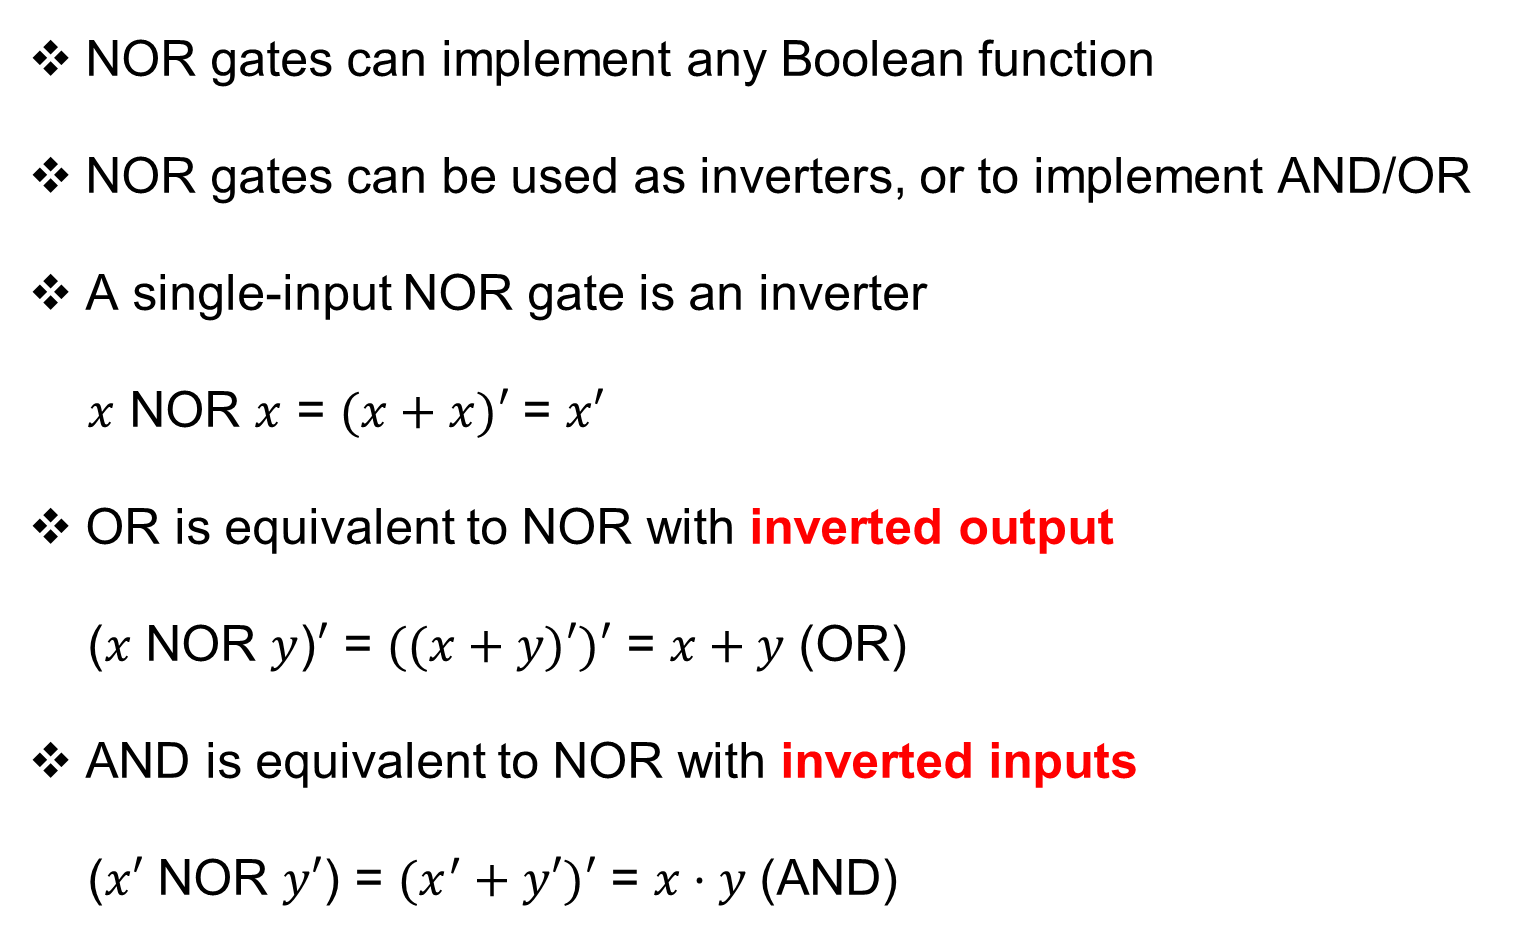 ❖ NOR gates can implement any Boolean function
❖ NOR gates can be used as inverters, or to implement AND/OR
❖ A single-input NOR gate is an inverter
x NOR x = (x + x)′ = x′
❖ OR is equivalent to NOR with inverted output
(x NOR y)′ = ((x + y)′)′ = x + y (OR)
❖ AND is equivalent to NOR with inverted inputs
(x′ NOR y′) = (x′ + y′)′ = x · y (AND)